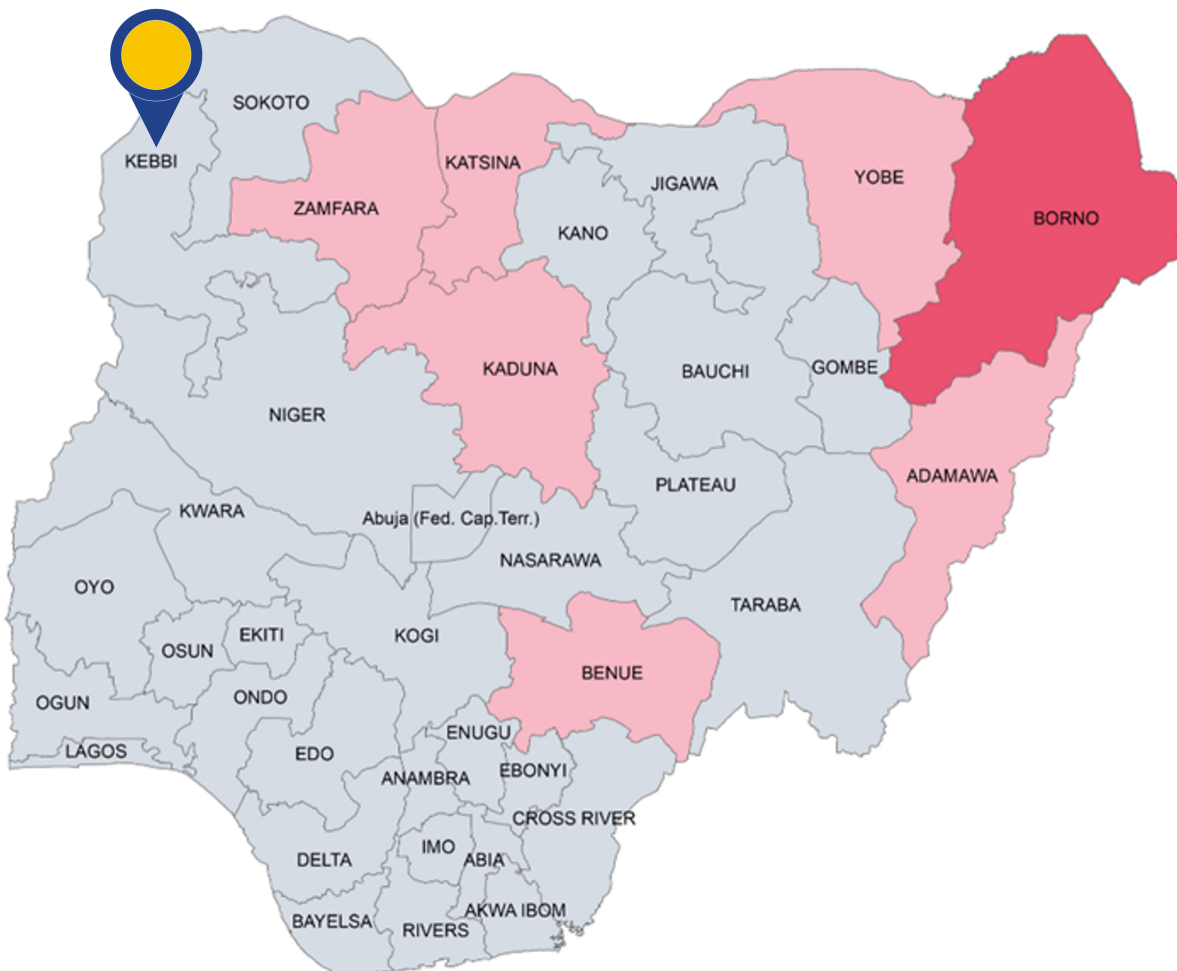 SOKOTO
KEBBI
KATSINA
YOBE
JIGAWA
ZAMFARA
BORNO
KANO
KADUNA
BAUCHI
GOMBE
NIGER
ADAMAWA
PLATEAU
KWARA
Abuja (Fed. Cap.Terr.)
NASARAWA
OYO
TARABA
EKITI
KOGI
OSUN
BENUE
ONDO
OGUN
ENUGU
LAGOS
EDO
EBONYI
ANAMBRA
CROSS RIVER
IMO
DELTA
ABIA
AKWA IBOM
BAYELSA
RIVERS